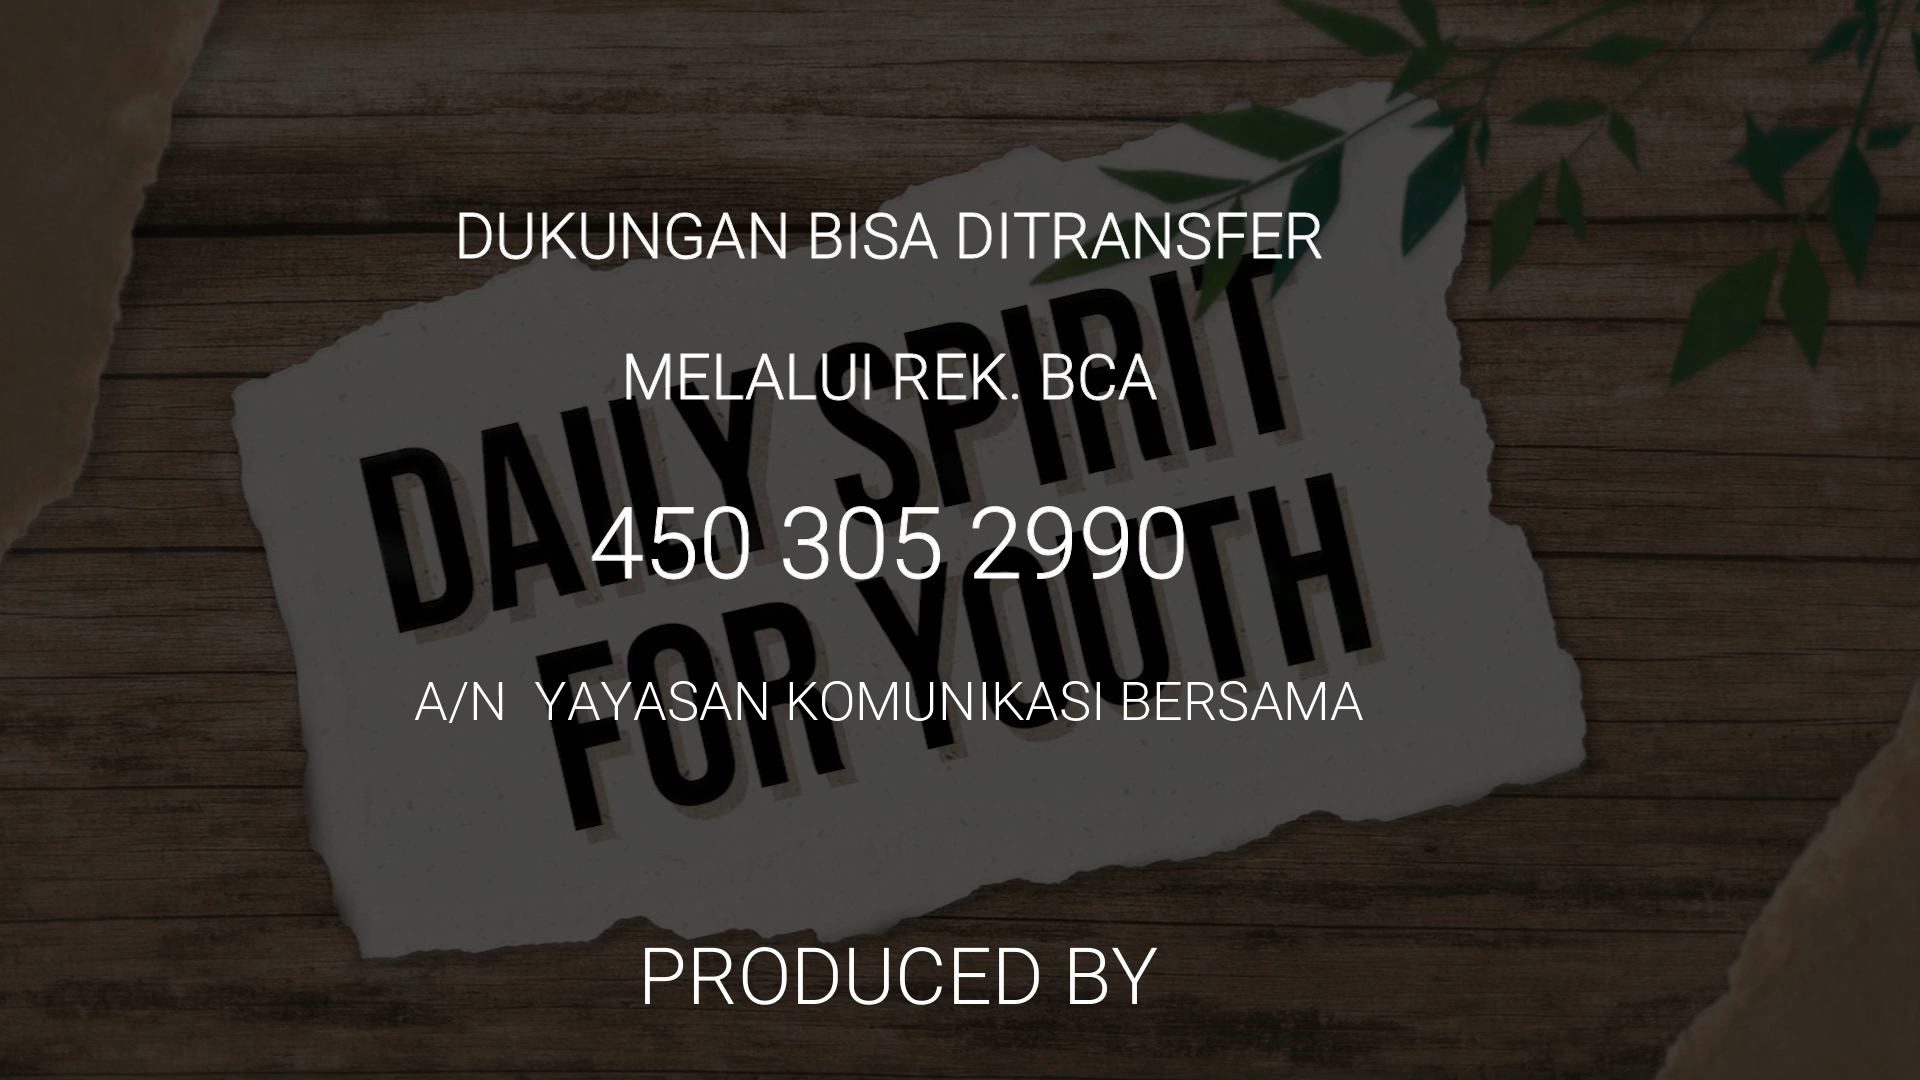 DUKUNGAN BISA DITRANSFER
MELALUI REK. BCA
450 305 2990
A/N YAYASAN KOMUNIKASI BERSAMA
PRODUCED BY
DAILY SPIRIT
FOR YOUTH